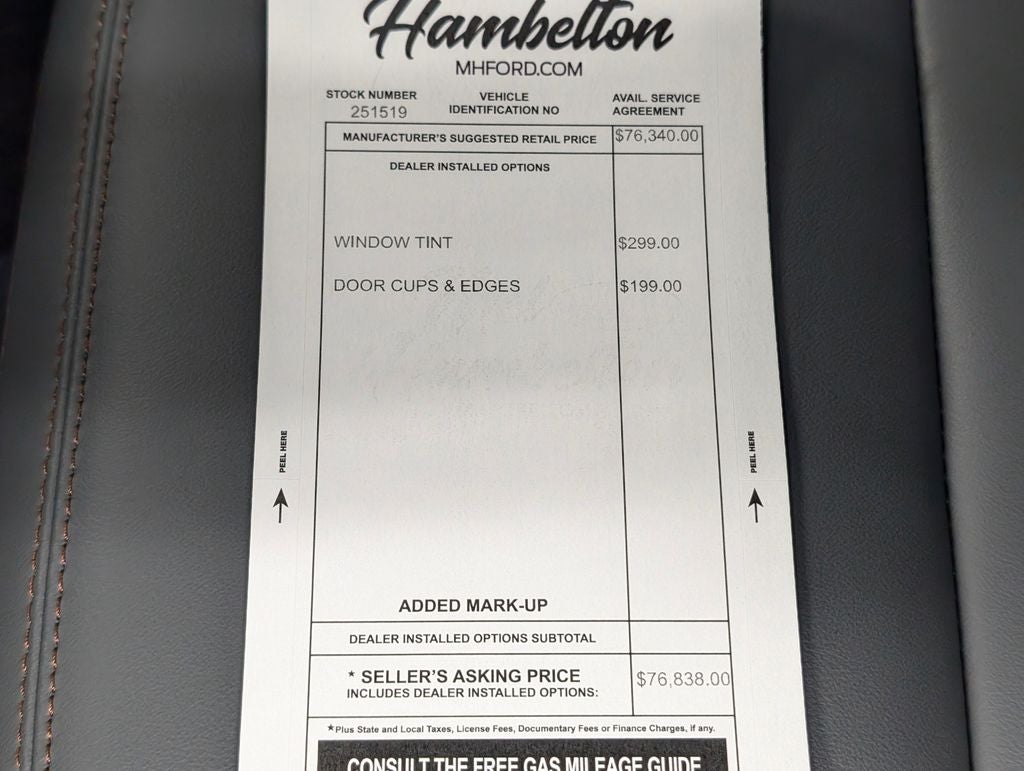 Hambelton
MHFORD.COM
STOCK NUMBER
251519
VEHICLE
IDENTIFICATION NO
AVAIL. SERVICE
AGREEMENT
MANUFACTURER'S SUGGESTED RETAIL PRICE $76,340.00
DEALER INSTALLED OPTIONS
WINDOW TINT $299.00
DOOR CUPS & EDGES $199.00
PEEL HERE
PEEL HERE
ADDED MARK-UP
DEALER INSTALLED OPTIONS SUBTOTAL
* SELLER'S ASKING PRICE $76,838.00
INCLUDES DEALER INSTALLED OPTIONS:
*Plus State and Local Taxes, License Fees, Documentary Fees or Finance Charges, if any.
CONSULT THE FREE GAS MILEAGE GUIDE